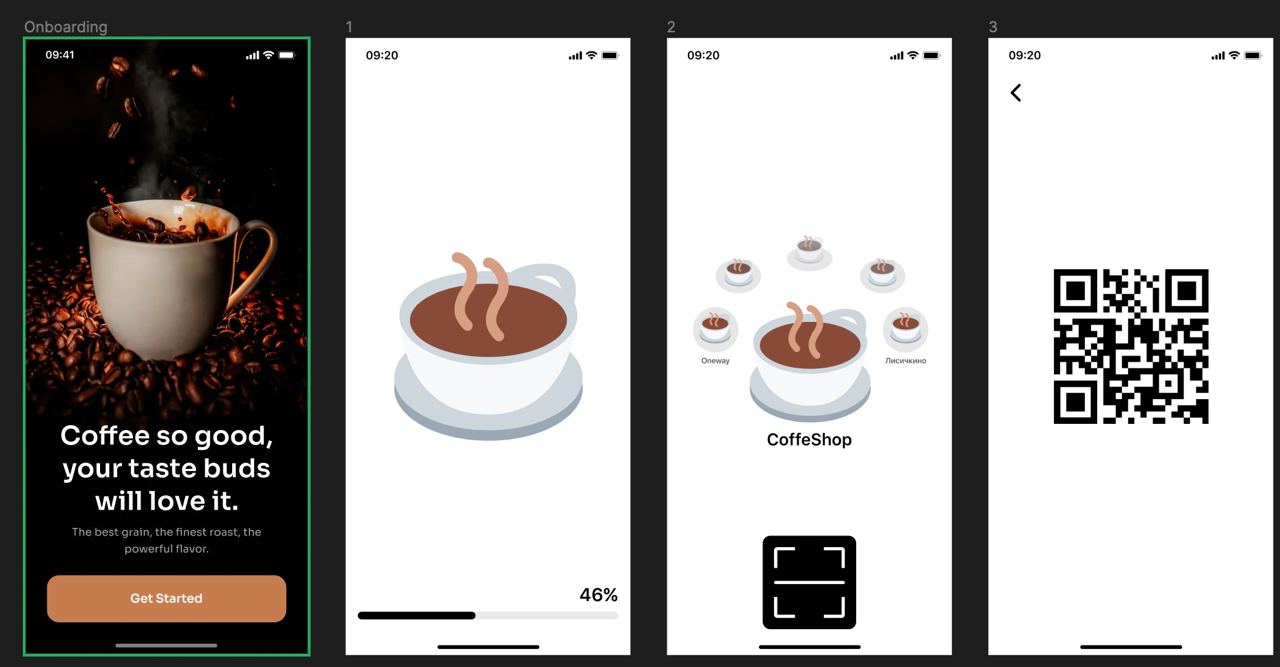 Onboarding
09:41
Coffee so good,
your taste buds
will love it.
The best grain, the finest roast, the
powerful flavor.
Get Started
1
09:20
46%
2
09:20
Oneway
Лисичкино
CoffeShop
3
09:20